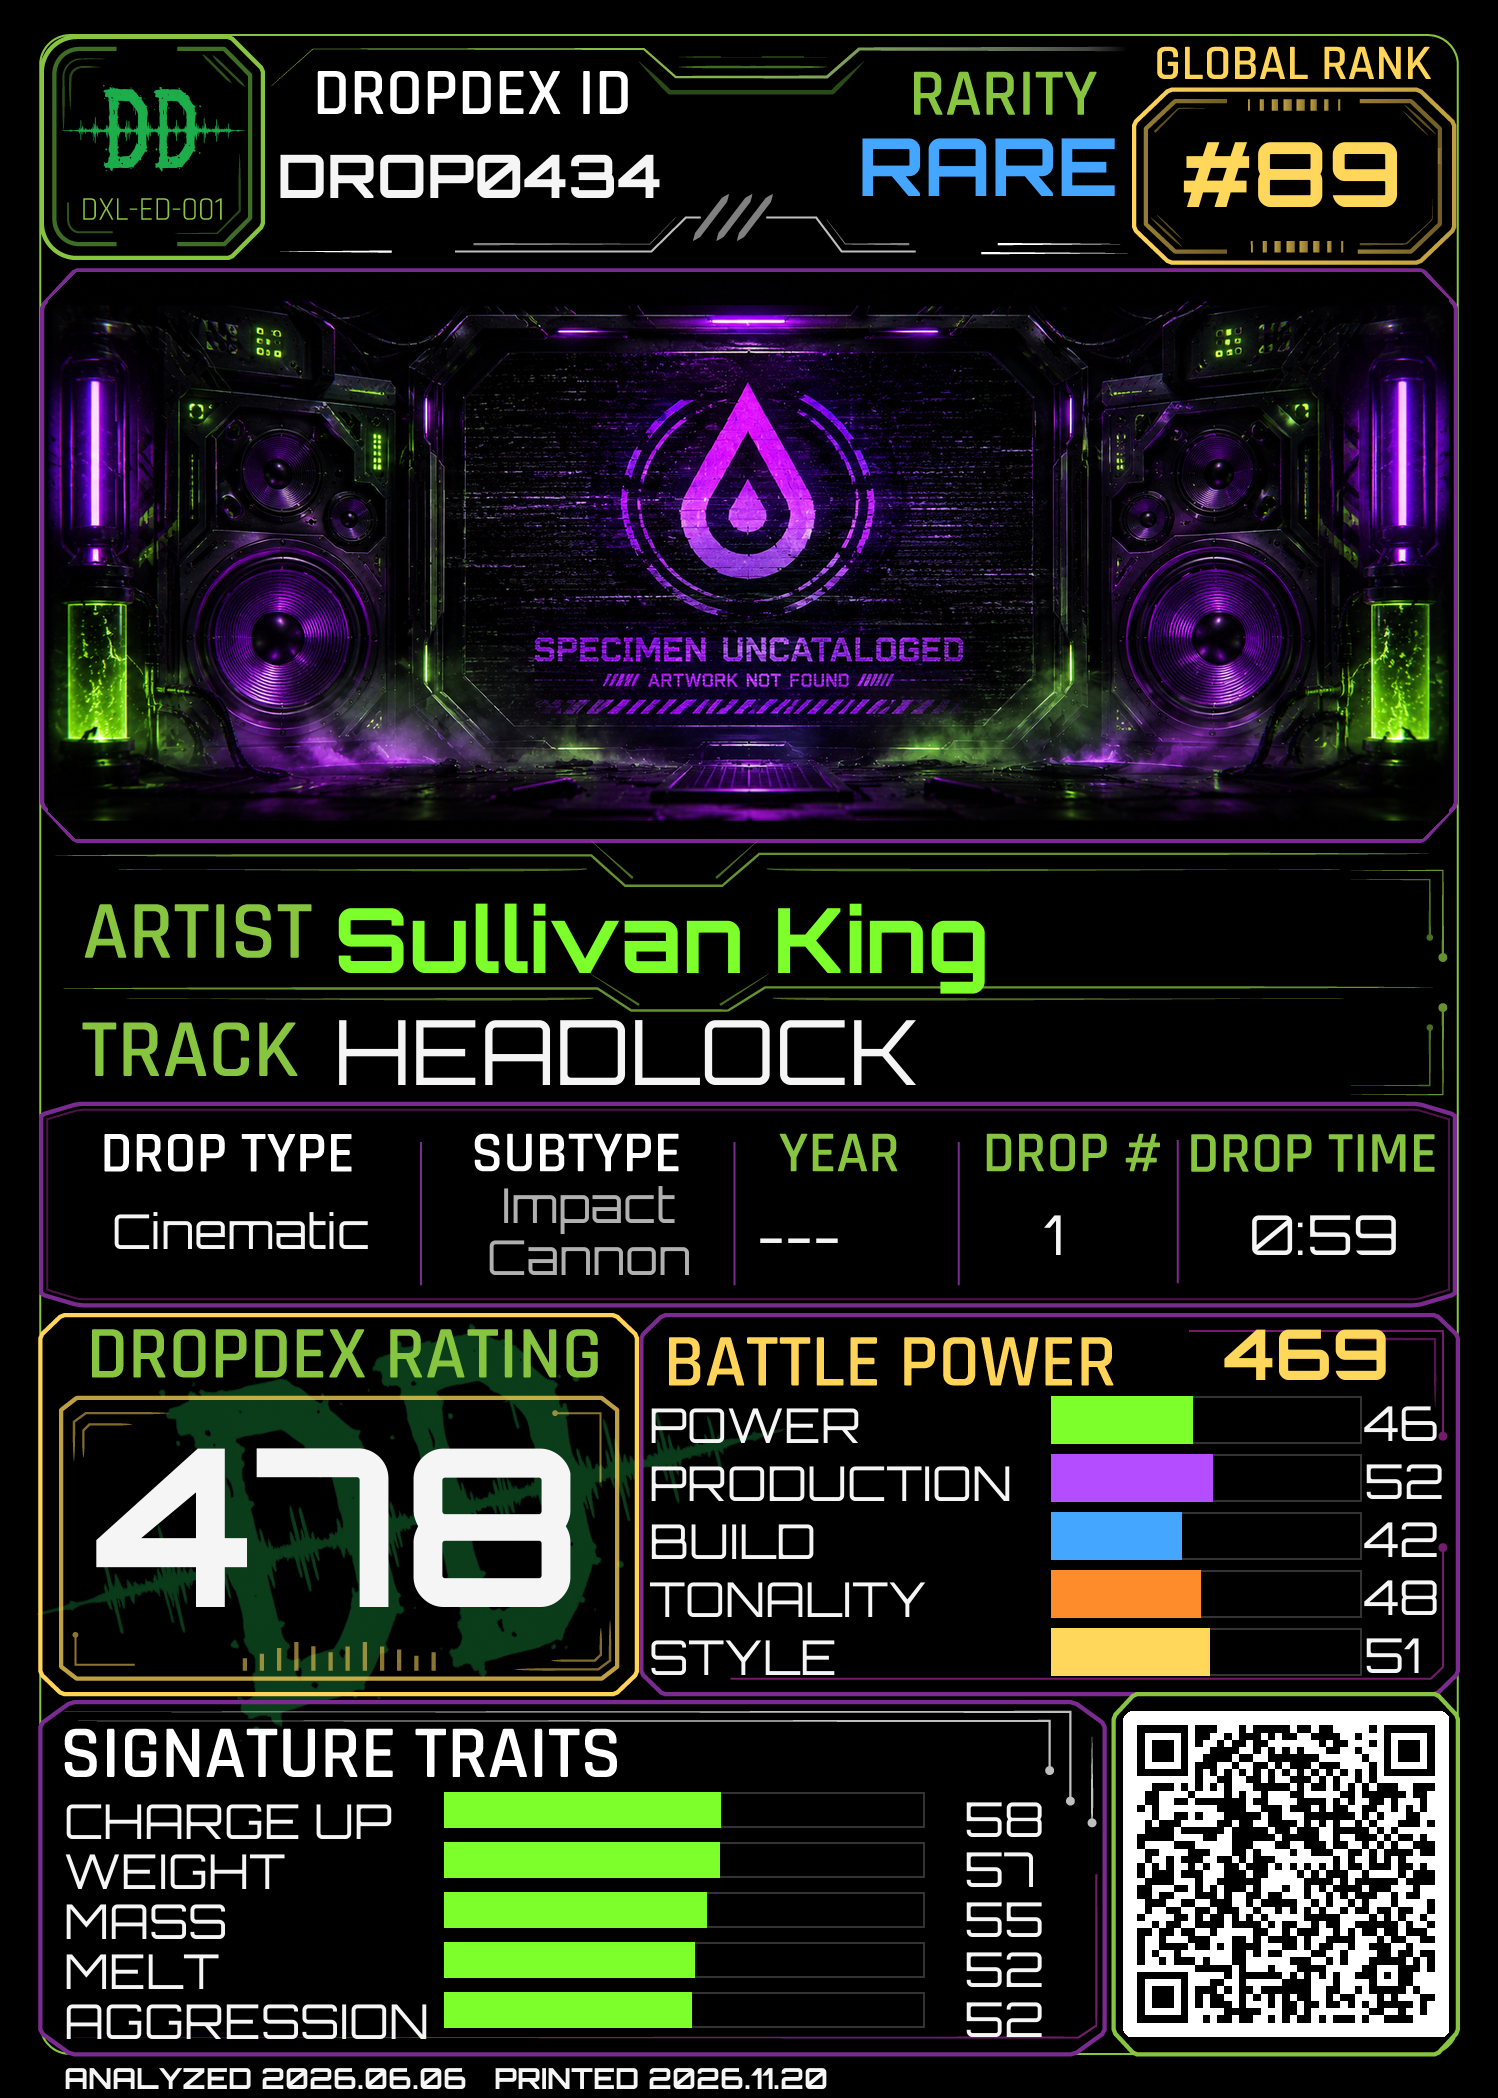 DD
DXL-ED-001
DROPDEX ID
DROP0434
RARITY
RARE
GLOBAL RANK
#89
SPECIMEN UNCATALOGED
///// ARTWORK NOT FOUND /////
ARTIST Sullivan King
TRACK HEADLOCK
DROP TYPE
Cinematic
SUBTYPE
Impact
Cannon
YEAR
---
DROP #
1
DROP TIME
0:59
DROPDEX RATING
478
BATTLE POWER 469
POWER 46
PRODUCTION 52
BUILD 42
TONALITY 48
STYLE 51
SIGNATURE TRAITS
CHARGE UP 58
WEIGHT 57
MASS 55
MELT 52
AGGRESSION 52
ANALYZED 2026.06.06 PRINTED 2026.11.20